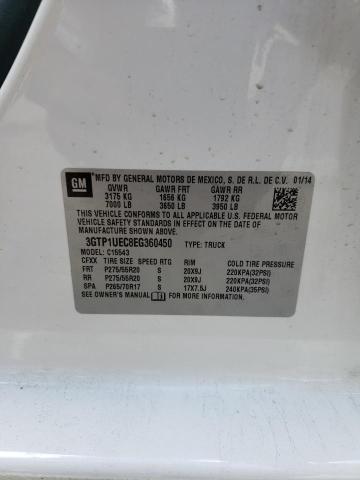 GM
MFD BY GENERAL MOTORS DE MEXICO, S. DE R.L. DE C.V. 01/14
GVWR GAWR FRT GAWR RR
3175 KG 1656 KG 1792 KG
7000 LB 3650 LB 3950 LB
THIS VEHICLE CONFORMS TO ALL APPLICABLE U.S. FEDERAL MOTOR
VEHICLE SAFETY STANDARDS IN EFFECT ON THE DATE OF
MANUFACTURE SHOWN ABOVE.
3GTP1UEC8EG360450 TYPE: TRUCK
MODEL: C15543
CFXX TIRE SIZE SPEED RTG RIM COLD TIRE PRESSURE
FRT P275/55R20 S 20X9J 220KPA(32PSI)
RR P275/55R20 S 20X9J 220KPA(32PSI)
SPA P265/70R17 S 17X7.5J 240KPA(35PSI)
SEE OWNER'S MANUAL FOR MORE INFORMATION.